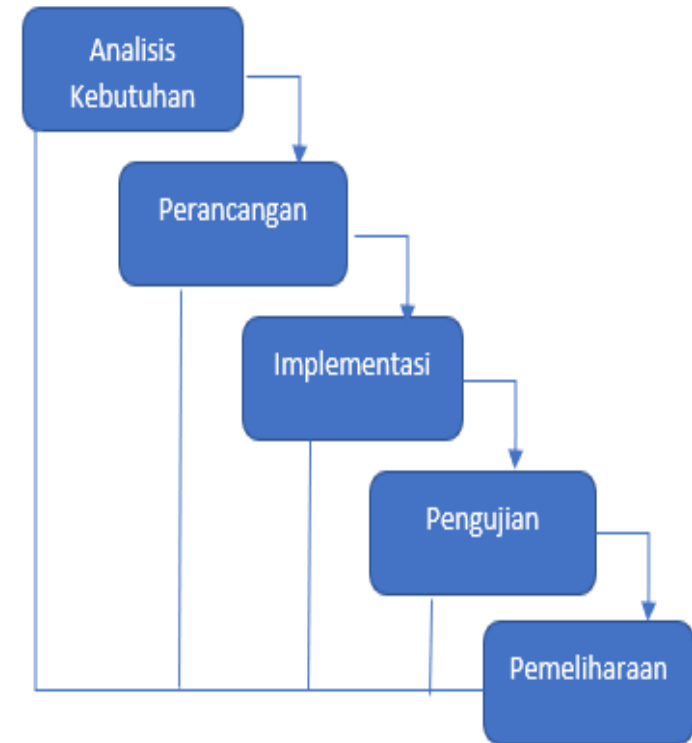 Analisis
Kebutuhan
Perancangan
Implementasi
Pengujian
Pemeliharaan